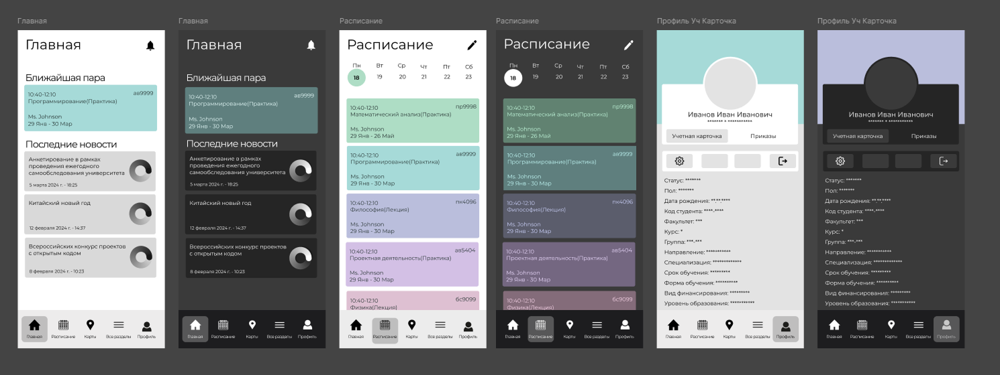 Главная
Главная
Ближайшая пара
10:40-12:10 ав9999
Программирование(Практика)
Ms. Johnson
29 Янв - 30 Мар
Последние новости
Анкетирование в рамках
проведения ежегодного
самообследования университета
5 марта 2024 г. - 18:25
Китайский новый год
12 февраля 2024 г. - 14:37
Всероссийских конкурс проектов
с открытым кодом
8 февраля 2024 г. - 10:23
Главная Расписание Карты Все разделы Профиль
Главная
Главная
Ближайшая пара
10:40-12:10 ав9999
Программирование(Практика)
Ms. Johnson
29 Янв - 30 Мар
Последние новости
Анкетирование в рамках
проведения ежегодного
самообследования университета
5 марта 2024 г. - 18:25
Китайский новый год
12 февраля 2024 г. - 14:37
Всероссийских конкурс проектов
с открытым кодом
8 февраля 2024 г. - 10:23
Главная Расписание Карты Все разделы Профиль
Расписание
Расписание
Пн Вт Ср Чт Пт Сб
18 19 20 21 22 23
10:40-12:10 пр9998
Математический анализ(Практика)
Ms. Johnson
29 Янв - 26 Май
10:40-12:10 ав9999
Программирование(Практика)
Ms. Johnson
29 Янв - 30 Мар
10:40-12:10 пк4096
Философия(Лекция)
Ms. Johnson
29 Янв - 30 Мар
10:40-12:10 ав5404
Проектная деятельность(Практика)
Ms. Johnson
29 Янв - 30 Мар
10:40-12:10 бс9099
Физика(Лекция)
Главная Расписание Карты Все разделы Профиль
Расписание
Расписание
Пн Вт Ср Чт Пт Сб
18 19 20 21 22 23
10:40-12:10 пр9998
Математический анализ(Практика)
Ms. Johnson
29 Янв - 26 Май
10:40-12:10 ав9999
Программирование(Практика)
Ms. Johnson
29 Янв - 30 Мар
10:40-12:10 пк4096
Философия(Лекция)
Ms. Johnson
29 Янв - 30 Мар
10:40-12:10 ав5404
Проектная деятельность(Практика)
Ms. Johnson
29 Янв - 30 Мар
10:40-12:10 бс9099
Физика(Лекция)
Главная Расписание Карты Все разделы Профиль
Профиль Уч Карточка
Иванов Иван Иванович
******* * ************
Учетная карточка Приказы
Статус: *******
Пол: *******
Дата рождения: **.**.****
Код студента: ****-****
Факультет: ***
Курс: *
Группа: ***-***
Направление: ************
Специализация: *************
Срок обучения: *********
Форма обучения: **********
Вид финансирования: *********
Уровень образования: ***********
Главная Расписание Карты Все разделы Профиль
Профиль Уч Карточка
Иванов Иван Иванович
******* * ************
Учетная карточка Приказы
Статус: *******
Пол: *******
Дата рождения: **.**.****
Код студента: ****-****
Факультет: ***
Курс: *
Группа: ***-***
Направление: ************
Специализация: *************
Срок обучения: *********
Форма обучения: **********
Вид финансирования: *********
Уровень образования: ***********
Главная Расписание Карты Все разделы Профиль